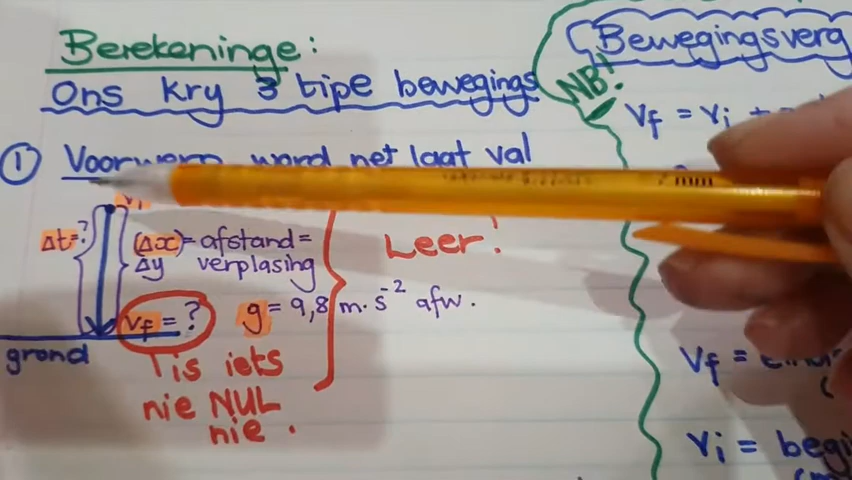 Berekeninge:
Ons kry 3 tipe bewegings
① Voorwerp word net laat val
vi
Δt=?
(Δx)= afstand=
Δy verplasing
vf = ?
g = 9,8 m·s⁻² afw.
grond
Leer!
is iets
nie NUL
nie.
NB!
Bewegingsverg
Vf = Vi +
Vf =
Vi = begi